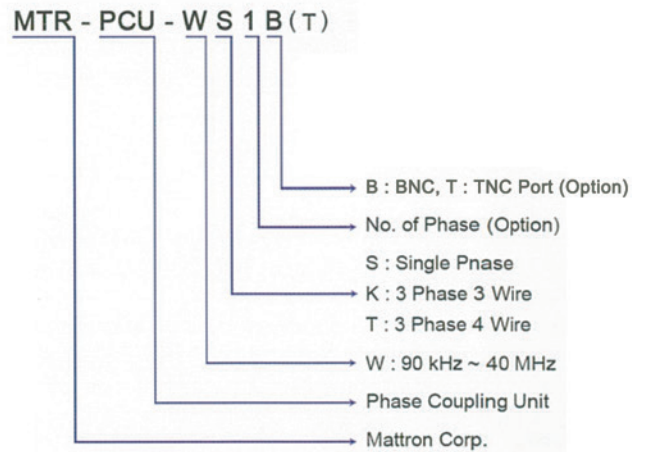 MTR - PCU - W S 1 B (T)
B : BNC, T : TNC Port (Option)
No. of Phase (Option)
S : Single Pnase
K : 3 Phase 3 Wire
T : 3 Phase 4 Wire
W : 90 kHz ~ 40 MHz
Phase Coupling Unit
Mattron Corp.